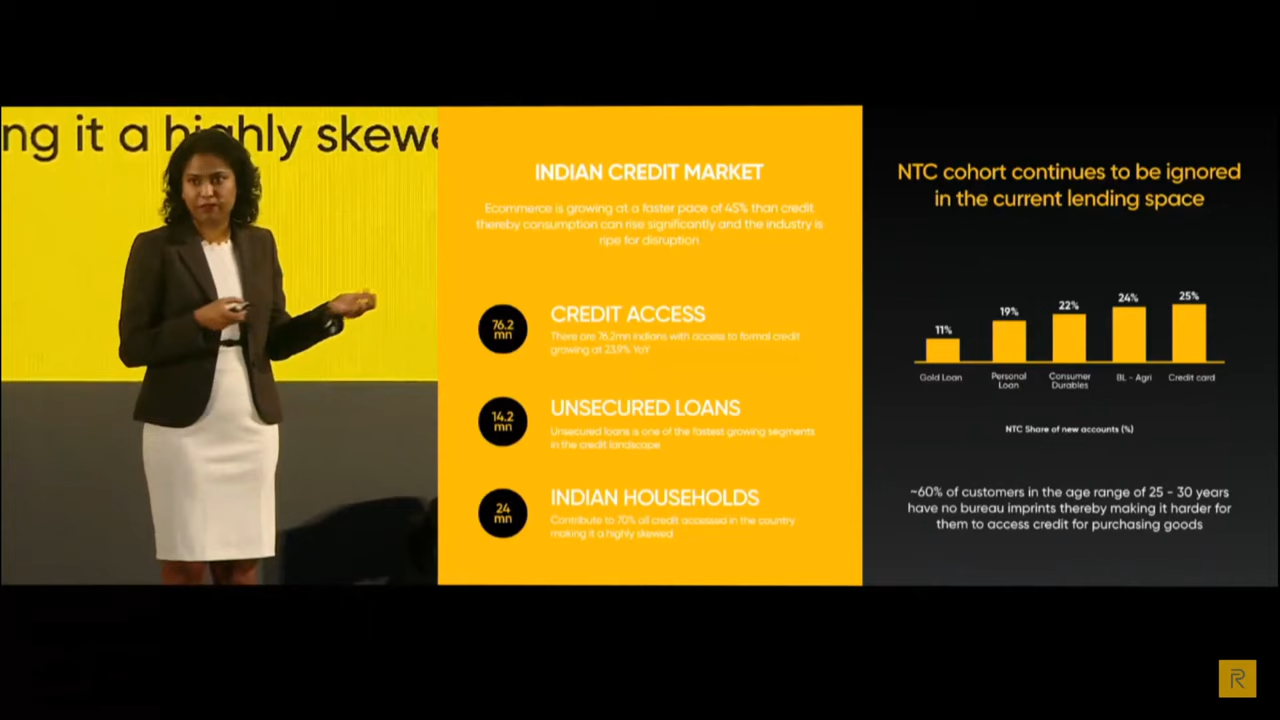 ng it a highly skewe
INDIAN CREDIT MARKET
Ecommerce is growing at a faster pace of 45% than credit
thereby consumption can rise significantly and the industry is
ripe for disruption
76.2
mn
CREDIT ACCESS
There are 76.2mn indians with access to formal credit
growing at 23.9% YoY
14.2
mn
UNSECURED LOANS
Unsecured loans is one of the fastest growing segments
in the credit landscape
24
mn
INDIAN HOUSEHOLDS
Contribute to 70% all credit accessed in the country
making it a highly skewed
NTC cohort continues to be ignored
in the current lending space
11%
19%
22%
24%
25%
Gold Loan
Personal
Loan
Consumer
Durables
BL - Agri
Credit card
NTC Share of new accounts (%)
~60% of customers in the age range of 25 - 30 years
have no bureau imprints thereby making it harder for
them to access credit for purchasing goods
R